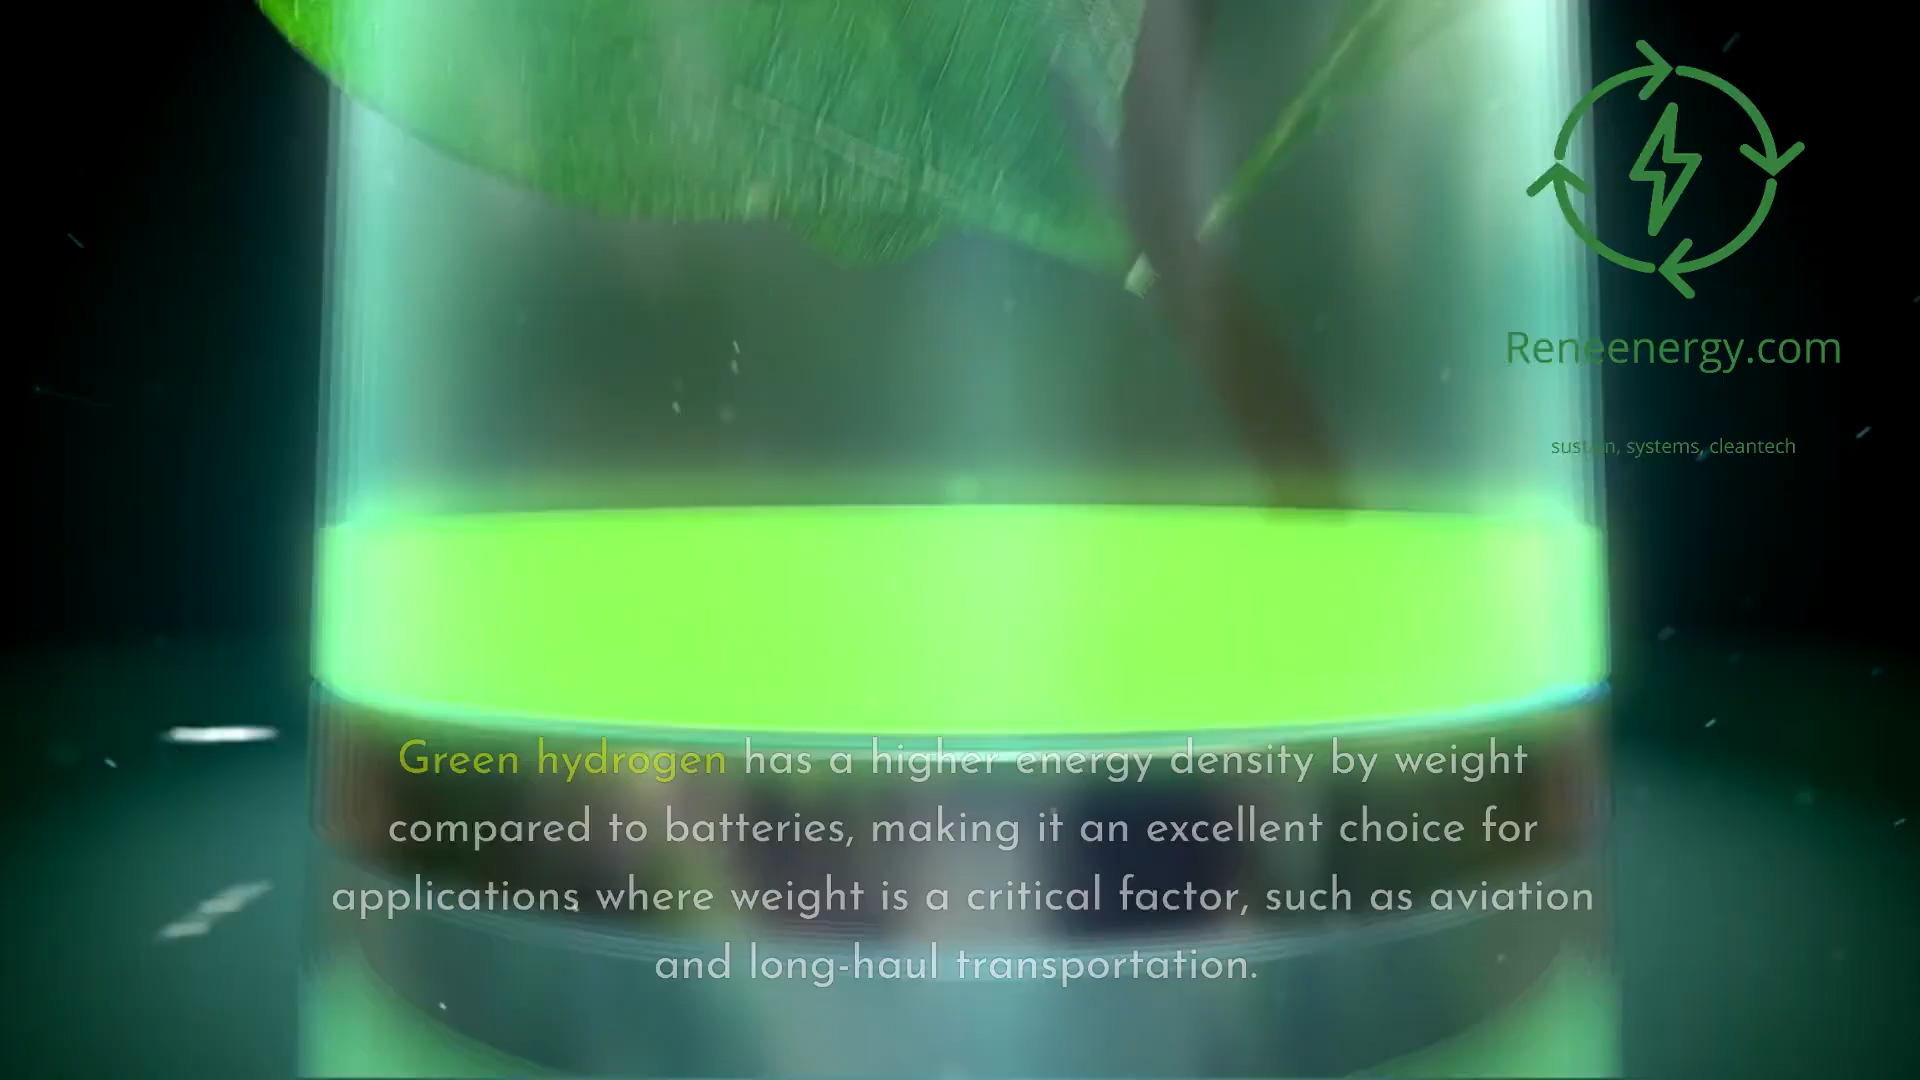 Reneenergy.com
systems, cleantech
Green hydrogen has a higher energy density by weight
compared to batteries, making it an excellent choice for
applications where weight is a critical factor, such as aviation
and long-haul transportation.